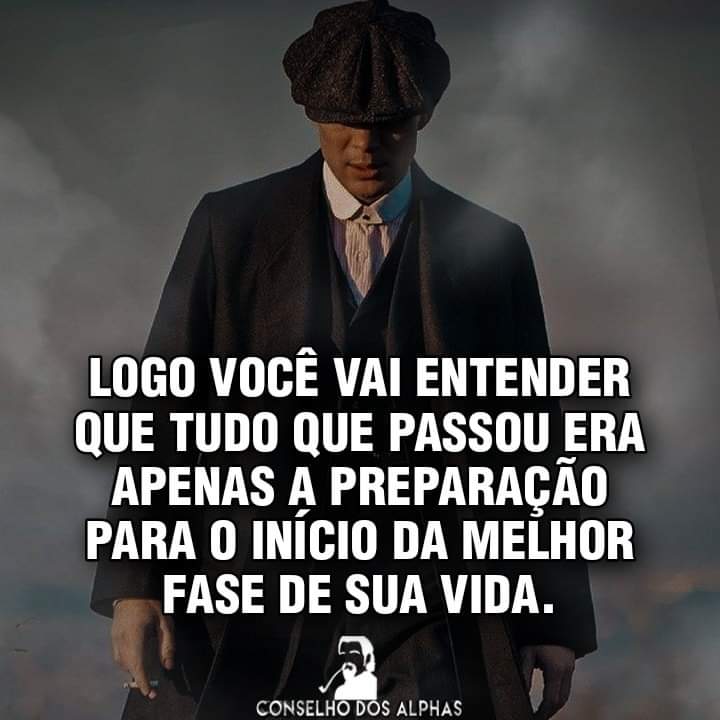 LOGO VOCÊ VAI ENTENDER
QUE TUDO QUE PASSOU ERA
APENAS A PREPARAÇÃO
PARA O INÍCIO DA MELHOR
FASE DE SUA VIDA.
CONSELHO DOS ALPHAS